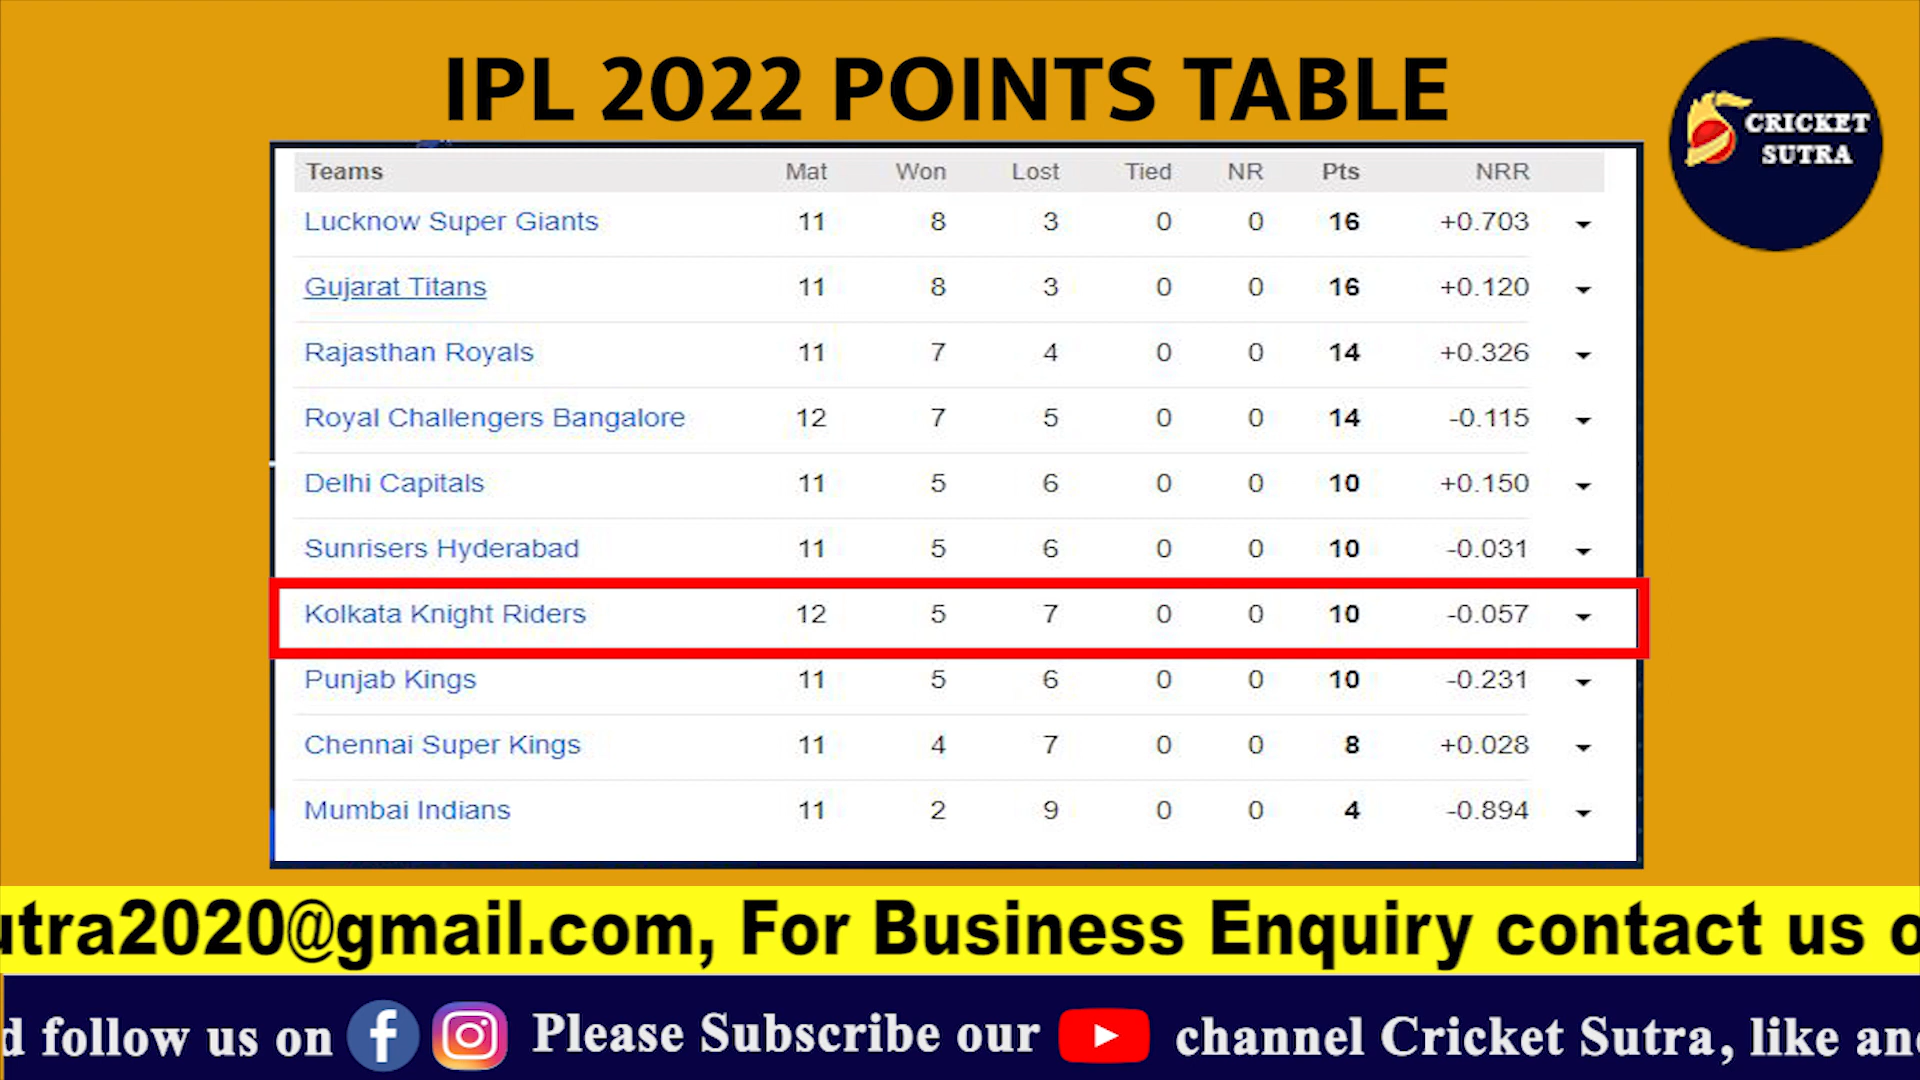 IPL 2022 POINTS TABLE
CRICKET
SUTRA
Teams Mat Won Lost Tied NR Pts NRR
Lucknow Super Giants 11 8 3 0 0 16 +0.703
Gujarat Titans 11 8 3 0 0 16 +0.120
Rajasthan Royals 11 7 4 0 0 14 +0.326
Royal Challengers Bangalore 12 7 5 0 0 14 -0.115
Delhi Capitals 11 5 6 0 0 10 +0.150
Sunrisers Hyderabad 11 5 6 0 0 10 -0.031
Kolkata Knight Riders 12 5 7 0 0 10 -0.057
Punjab Kings 11 5 6 0 0 10 -0.231
Chennai Super Kings 11 4 7 0 0 8 +0.028
Mumbai Indians 11 2 9 0 0 4 -0.894
utra2020@gmail.com, For Business Enquiry contact us o
d follow us on Please Subscribe our channel Cricket Sutra, like and